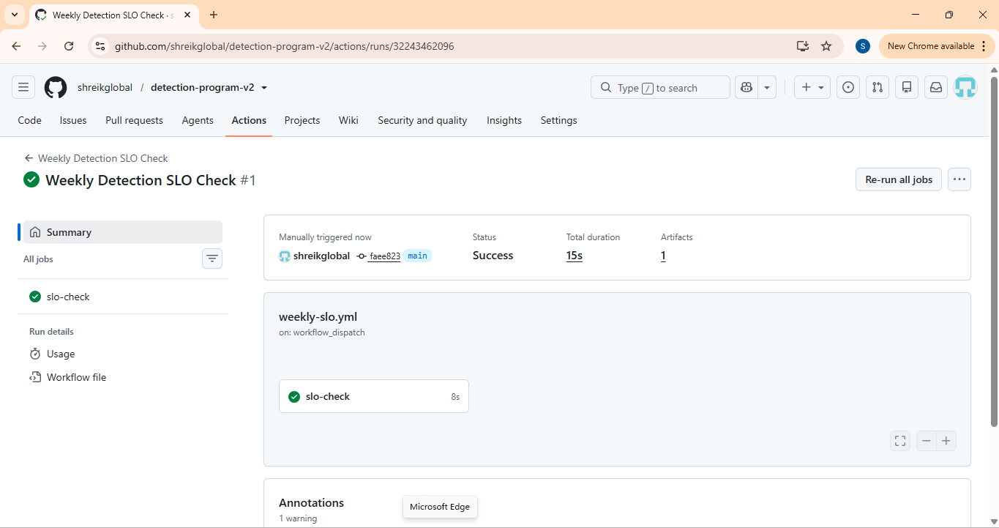 Weekly Detection SLO Check · s
github.com/shreikglobal/detection-program-v2/actions/runs/32243462096
S
New Chrome available
shreikglobal / detection-program-v2
Type / to search
Code Issues Pull requests Agents Actions Projects Wiki Security and quality Insights Settings
Weekly Detection SLO Check
Weekly Detection SLO Check #1
Re-run all jobs
Summary
All jobs
slo-check
Run details
Usage
Workflow file
Manually triggered now
shreikglobal faee823 main
Status
Success
Total duration
15s
Artifacts
1
weekly-slo.yml
on: workflow_dispatch
slo-check 8s
Annotations
1 warning
Microsoft Edge